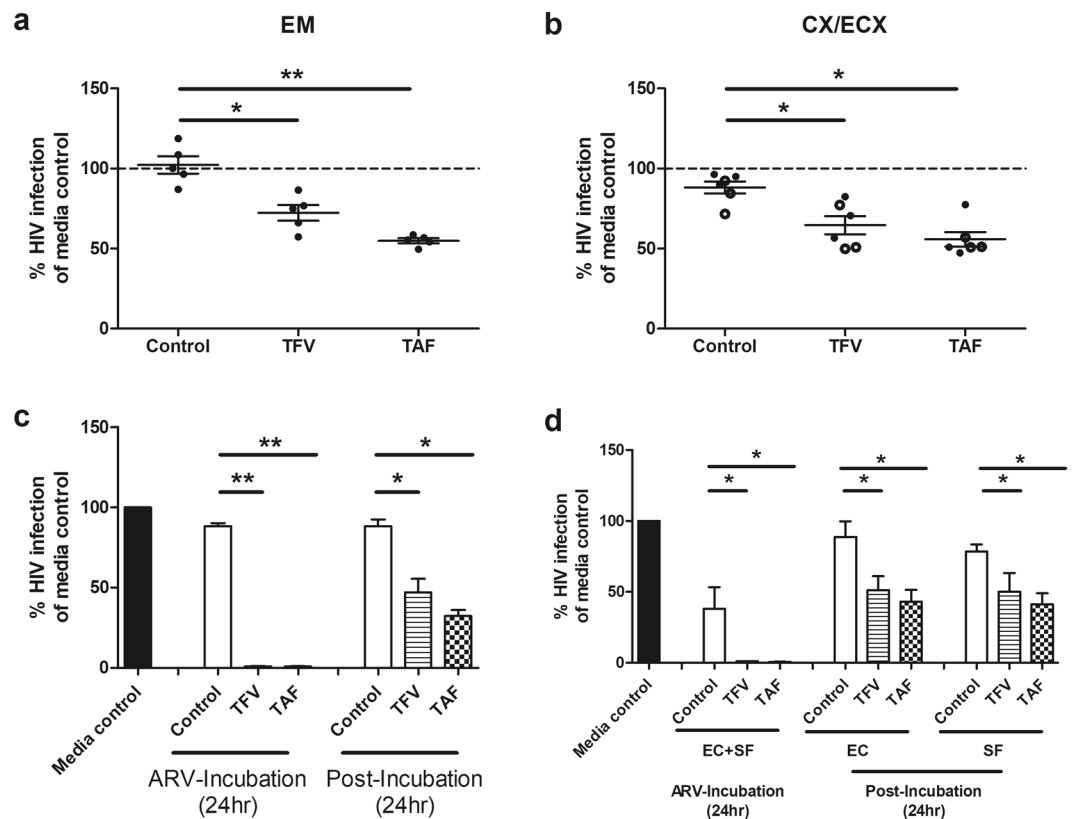 a
EM
% HIV infection
of media control
150
100
50
0
**
*
Control
TFV
TAF
b
CX/ECX
% HIV infection
of media control
150
100
50
0
*
*
Control
TFV
TAF
c
% HIV infection
of media control
150
100
50
0
**
**
*
*
Media control
Control
TFV
TAF
Control
TFV
TAF
ARV-Incubation
(24hr)
Post-Incubation
(24hr)
d
% HIV infection
of media control
150
100
50
0
*
*
*
*
*
*
Media control
Control
TFV
TAF
Control
TFV
TAF
Control
TFV
TAF
EC+SF
EC
SF
ARV-Incubation
(24hr)
Post-Incubation
(24hr)